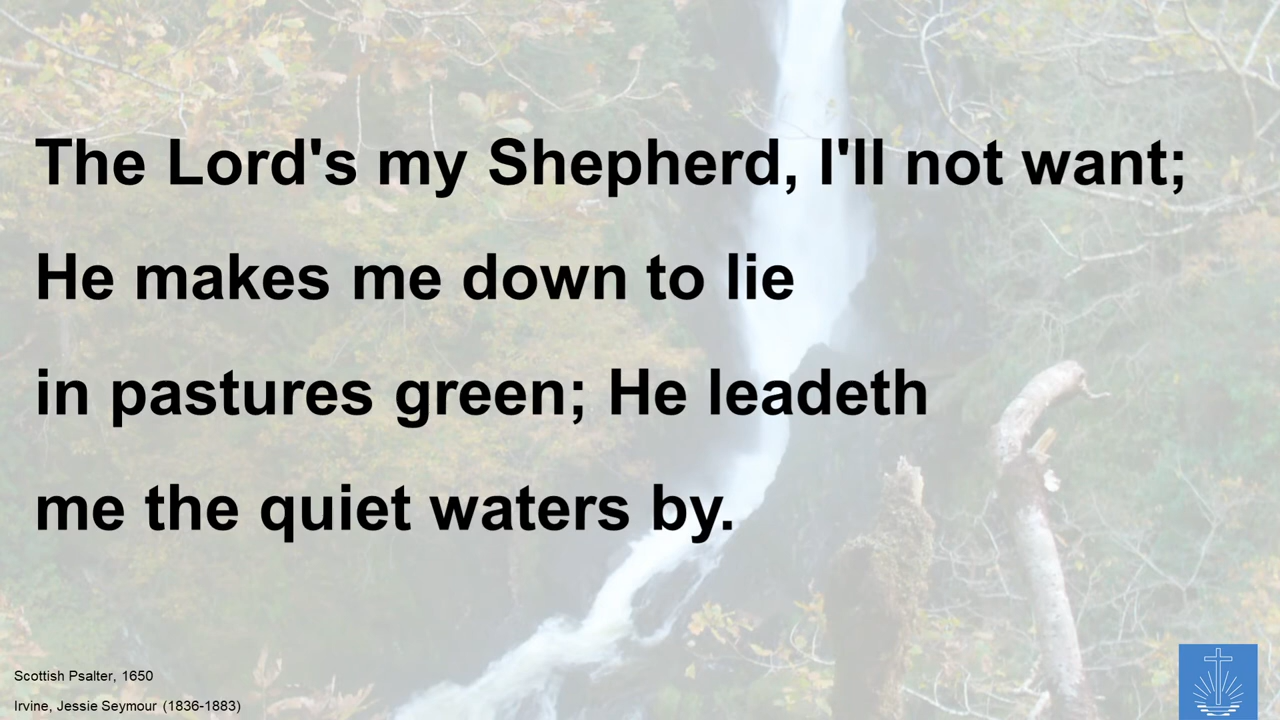 The Lord's my Shepherd, I'll not want;
He makes me down to lie
in pastures green; He leadeth
me the quiet waters by.
Scottish Psalter, 1650
Irvine, Jessie Seymour (1836-1883)